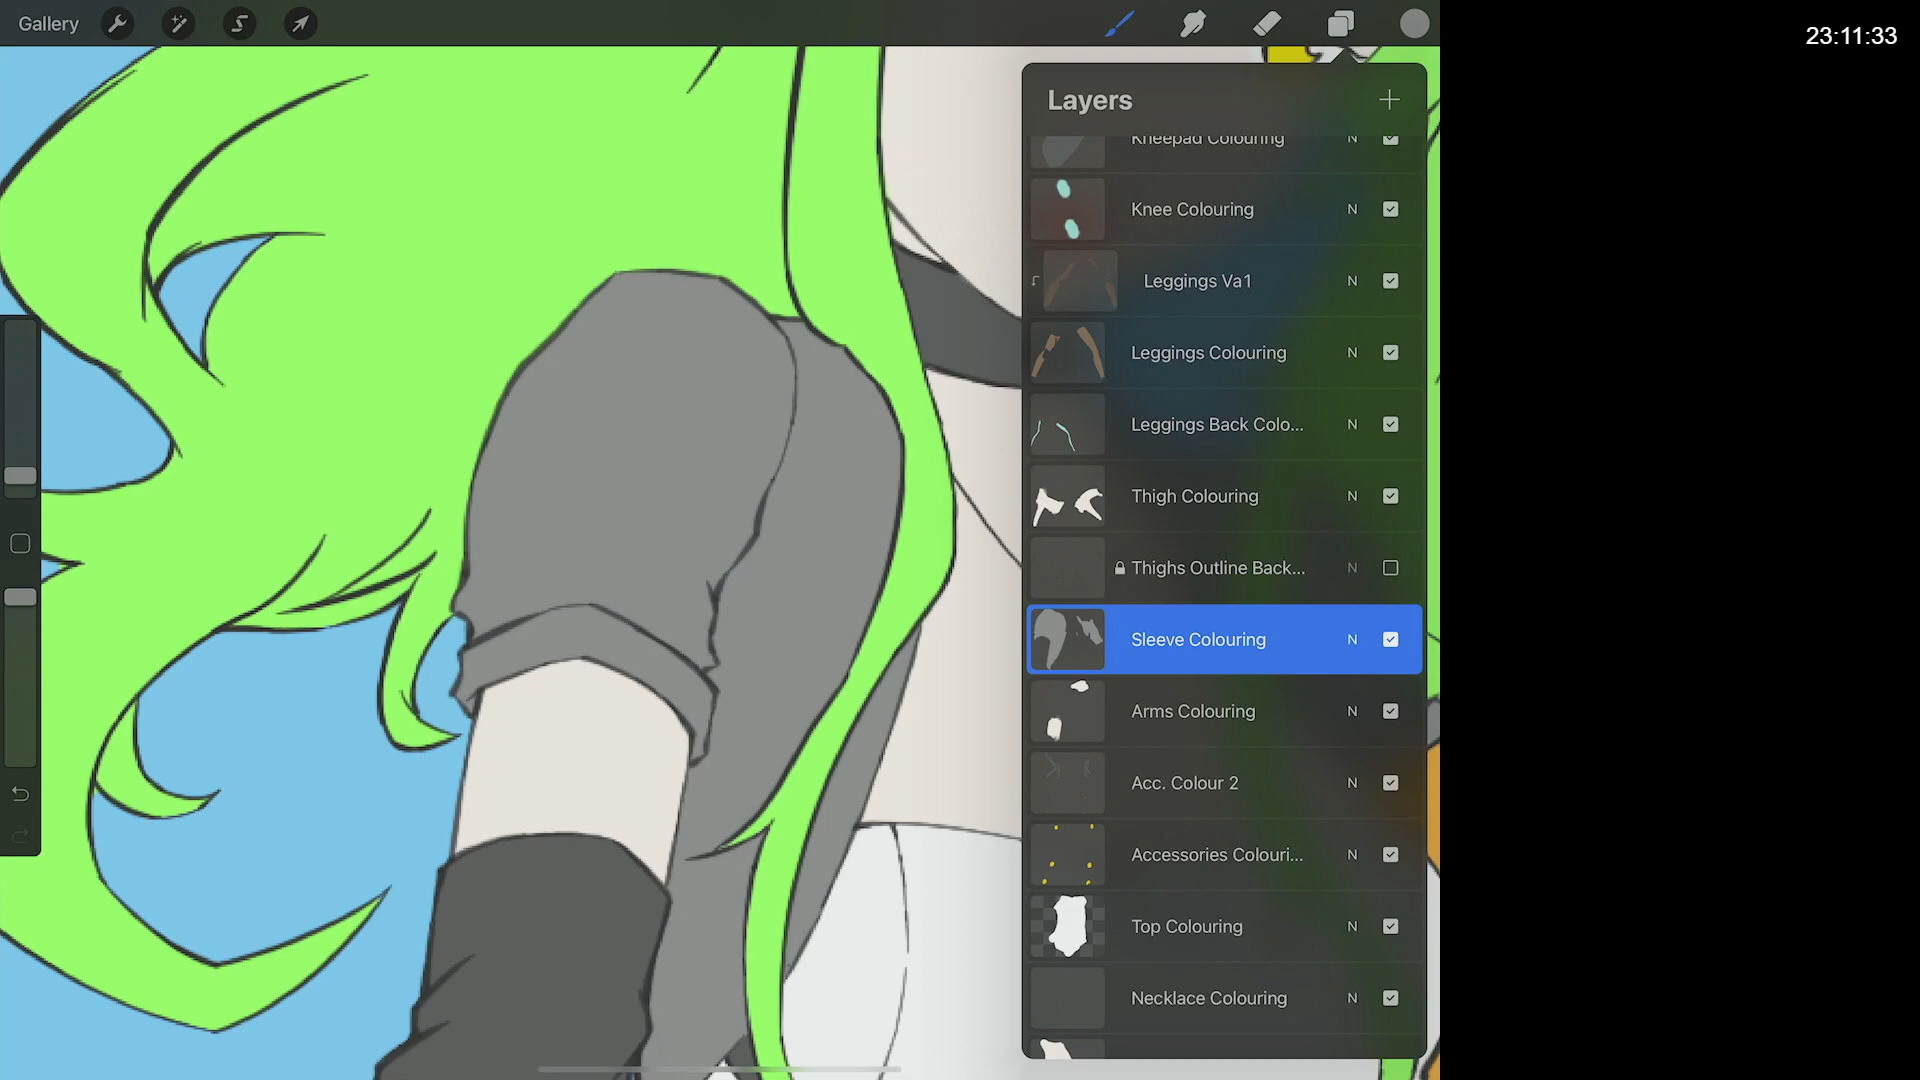 Gallery
23:11:33
Layers
Kneepad Colouring N
Knee Colouring N
Leggings Va1 N
Leggings Colouring N
Leggings Back Colo... N
Thigh Colouring N
Thighs Outline Back... N
Sleeve Colouring N
Arms Colouring N
Acc. Colour 2 N
Accessories Colouri... N
Top Colouring N
Necklace Colouring N